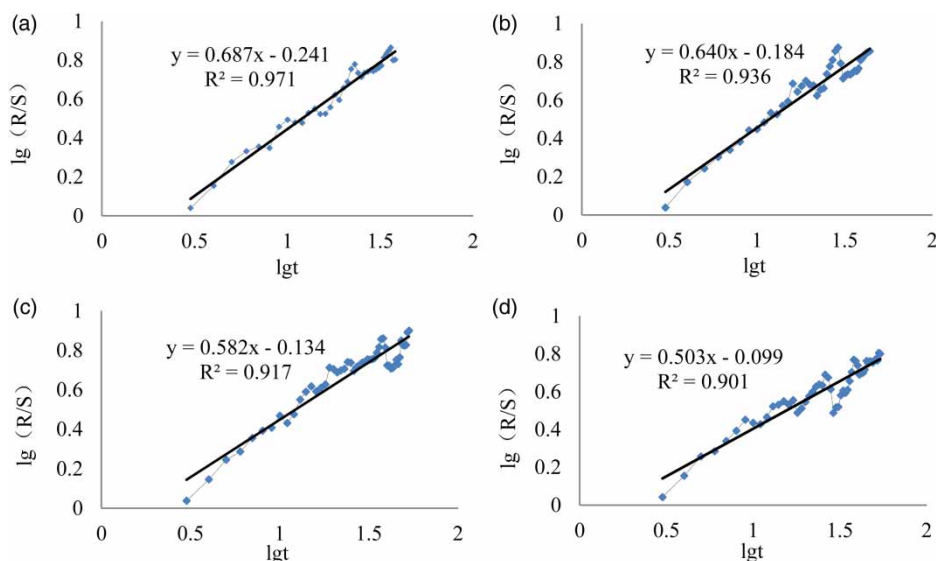 (a)
1
0.8
0.6
0.4
0.2
0
y = 0.687x - 0.241
R² = 0.971
lg（R/S）
0
0.5
1
1.5
2
lgt
(b)
1
0.8
0.6
0.4
0.2
0
y = 0.640x - 0.184
R² = 0.936
lg（R/S）
0
0.5
1
1.5
2
lgt
(c)
1
0.8
0.6
0.4
0.2
0
y = 0.582x - 0.134
R² = 0.917
lg（R/S）
0
0.5
1
1.5
2
lgt
(d)
1
0.8
0.6
0.4
0.2
0
y = 0.503x - 0.099
R² = 0.901
lg（R/S）
0
0.5
1
1.5
2
lgt